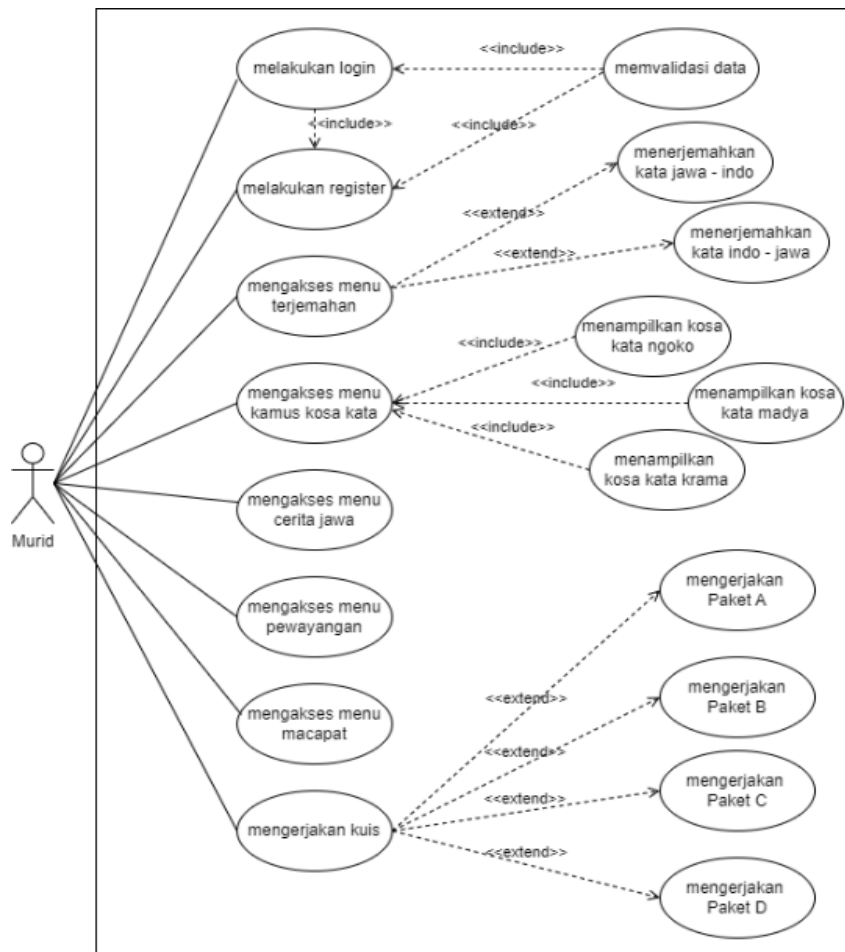 melakukan login
<<include>>
memvalidasi data
<<include>>
<<include>>
melakukan register
menerjemahkan
kata jawa - indo
<<extend>>
menerjemahkan
kata indo - jawa
<<extend>>
mengakses menu
terjemahan
menampilkan kosa
kata ngoko
<<include>>
mengakses menu
kamus kosa kata
<<include>>
menampilkan kosa
kata madya
<<include>>
menampilkan
kosa kata krama
Murid
mengakses menu
cerita jawa
mengakses menu
pewayangan
mengakses menu
macapat
mengerjakan kuis
mengerjakan
Paket A
<<extend>>
mengerjakan
Paket B
<<extend>>
mengerjakan
Paket C
<<extend>>
<<extend>>
mengerjakan
Paket D